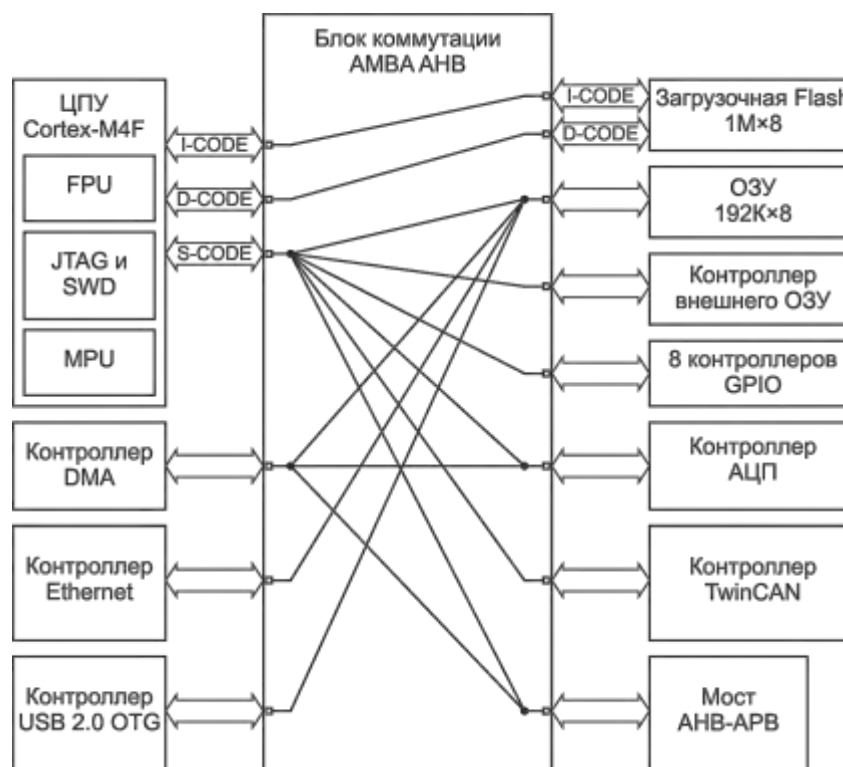 Блок коммутации
AMBA AHB
ЦПУ
Cortex-M4F
FPU
JTAG и
SWD
MPU
I-CODE
D-CODE
S-CODE
Контроллер
DMA
Контроллер
Ethernet
Контроллер
USB 2.0 OTG
I-CODE
D-CODE
Загрузочная Flash
1М×8
ОЗУ
192К×8
Контроллер
внешнего ОЗУ
8 контроллеров
GPIO
Контроллер
АЦП
Контроллер
TwinCAN
Мост
AHB-APB